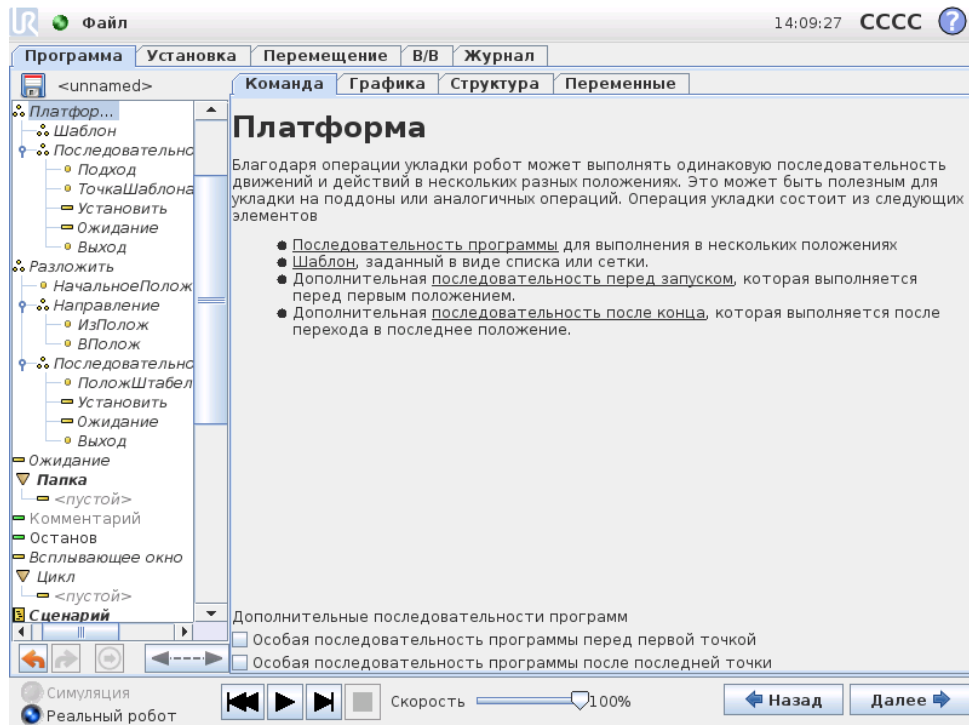 UR Файл 14:09:27 CCCC ?
Программа Установка Перемещение В/В Журнал
<unnamed>
Команда Графика Структура Переменные
Платфор...
Шаблон
Последовательно
Подход
ТочкаШаблона
Установить
Ожидание
Выход
Разложить
НачальноеПолож
Направление
ИзПолож
ВПолож
Последовательно
ПоложШтабел
Установить
Ожидание
Выход
Ожидание
Папка
<пустой>
Комментарий
Останов
Всплывающее окно
Цикл
<пустой>
Сценарий
Платформа
Благодаря операции укладки робот может выполнять одинаковую последовательность
движений и действий в нескольких разных положениях. Это может быть полезным для
укладки на поддоны или аналогичных операций. Операция укладки состоит из следующих
элементов
Последовательность программы для выполнения в нескольких положениях
Шаблон, заданный в виде списка или сетки.
Дополнительная последовательность перед запуском, которая выполняется
перед первым положением.
Дополнительная последовательность после конца, которая выполняется после
перехода в последнее положение.
Дополнительные последовательности программ
Особая последовательность программы перед первой точкой
Особая последовательность программы после последней точки
Симуляция
Реальный робот
Скорость 100%
Назад Далее